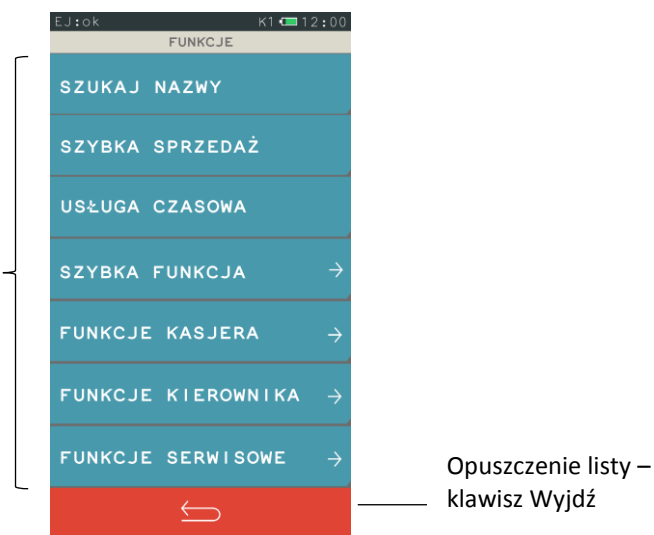 EJ:ok K1 12:00
FUNKCJE
SZUKAJ NAZWY
SZYBKA SPRZEDAŻ
USŁUGA CZASOWA
SZYBKA FUNKCJA →
FUNKCJE KASJERA →
FUNKCJE KIEROWNIKA →
FUNKCJE SERWISOWE →
Opuszczenie listy –
klawisz Wyjdź